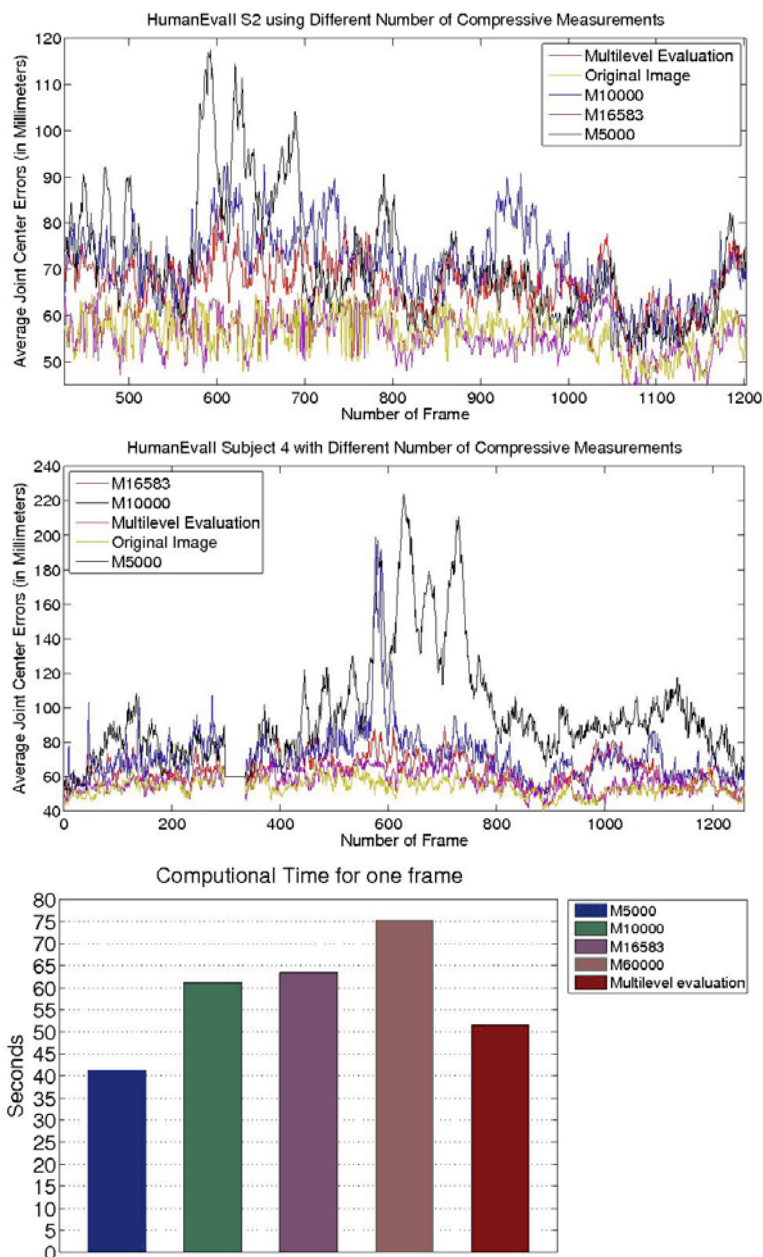 HumanEvaII S2 using Different Number of Compressive Measurements
Average Joint Center Errors (in Millimeters)
120
110
100
90
80
70
60
50
Multilevel Evaluation
Original Image
M10000
M16583
M5000
500 600 700 800 900 1000 1100 1200
Number of Frame
HumanEvaII Subject 4 with Different Number of Compressive Measurements
Average Joint Center Errors (in Millimeters)
240
220
200
180
160
140
120
100
80
60
40
M16583
M10000
Multilevel Evaluation
Original Image
M5000
0 200 400 600 800 1000 1200
Number of Frame
Computional Time for one frame
Seconds
80
75
70
65
60
55
50
45
40
35
30
25
20
15
10
5
0
M5000
M10000
M16583
M60000
Multilevel evaluation